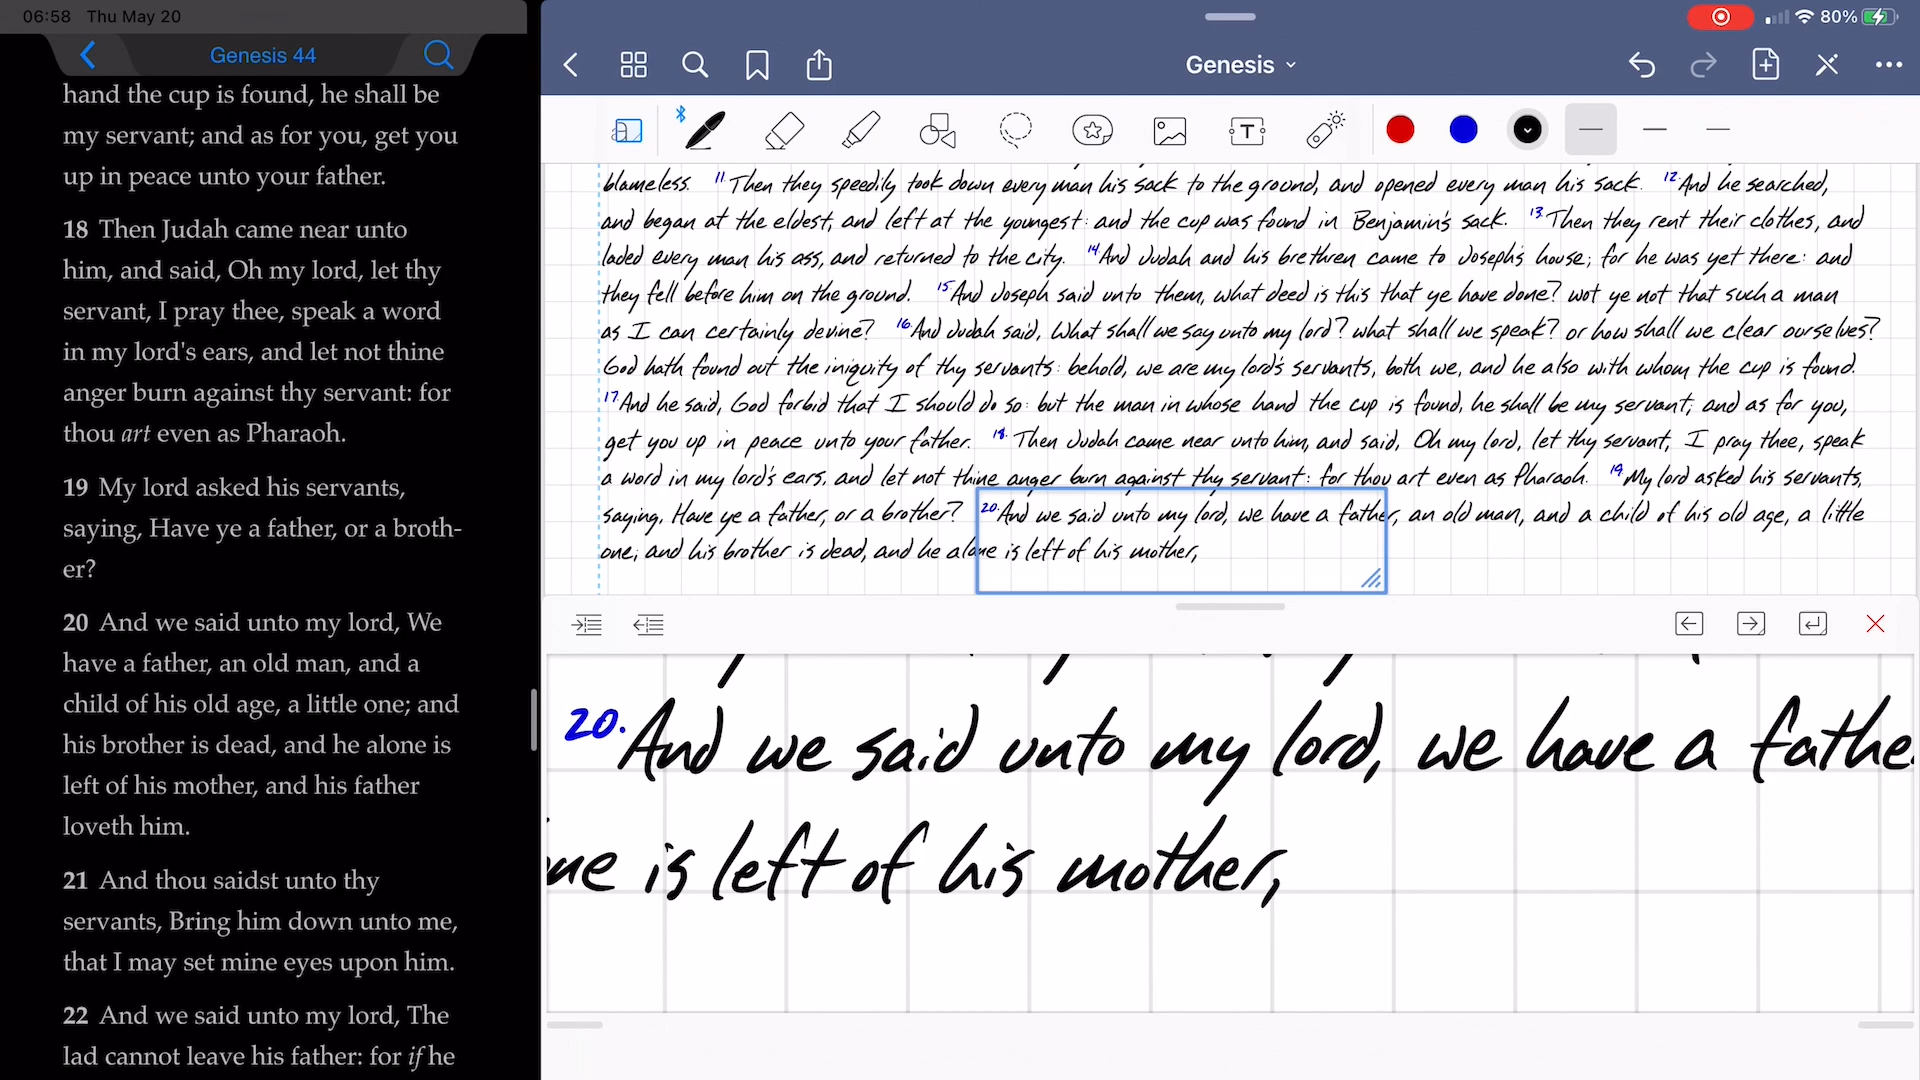 06:58 Thu May 20
Genesis 44
hand the cup is found, he shall be
my servant; and as for you, get you
up in peace unto your father.
18 Then Judah came near unto
him, and said, Oh my lord, let thy
servant, I pray thee, speak a word
in my lord's ears, and let not thine
anger burn against thy servant: for
thou art even as Pharaoh.
19 My lord asked his servants,
saying, Have ye a father, or a broth-
er?
20 And we said unto my lord, We
have a father, an old man, and a
child of his old age, a little one; and
his brother is dead, and he alone is
left of his mother, and his father
loveth him.
21 And thou saidst unto thy
servants, Bring him down unto me,
that I may set mine eyes upon him.
22 And we said unto my lord, The
lad cannot leave his father: for if he
80%
Genesis
blameless. 11. Then they speedily took down every man his sack to the ground, and opened every man his sack. 12. And he searched,
and began at the eldest, and left at the youngest: and the cup was found in Benjamin's sack. 13. Then they rent their clothes, and
laded every man his ass, and returned to the city. 14. And Judah and his brethren came to Joseph's house; for he was yet there: and
they fell before him on the ground. 15. And Joseph said unto them, What deed is this that ye have done? wot ye not that such a man
as I can certainly devine? 16. And Judah said, What shall we say unto my lord? what shall we speak? or how shall we clear ourselves?
God hath found out the iniquity of thy servants: behold, we are my lord's servants, both we, and he also with whom the cup is found.
17. And he said, God forbid that I should do so: but the man in whose hand the cup is found, he shall be my servant; and as for you,
get you up in peace unto your father. 18. Then Judah came near unto him, and said, Oh my lord, let thy servant, I pray thee, speak
a word in my lord's ears, and let not thine anger burn against thy servant: for thou art even as Pharaoh. 19. My lord asked his servants,
saying, Have ye a father, or a brother? 20. And we said unto my lord, we have a father, an old man, and a child of his old age, a little
one; and his brother is dead, and he alone is left of his mother,
20. And we said unto my lord, we have a fathe
ne is left of his mother,